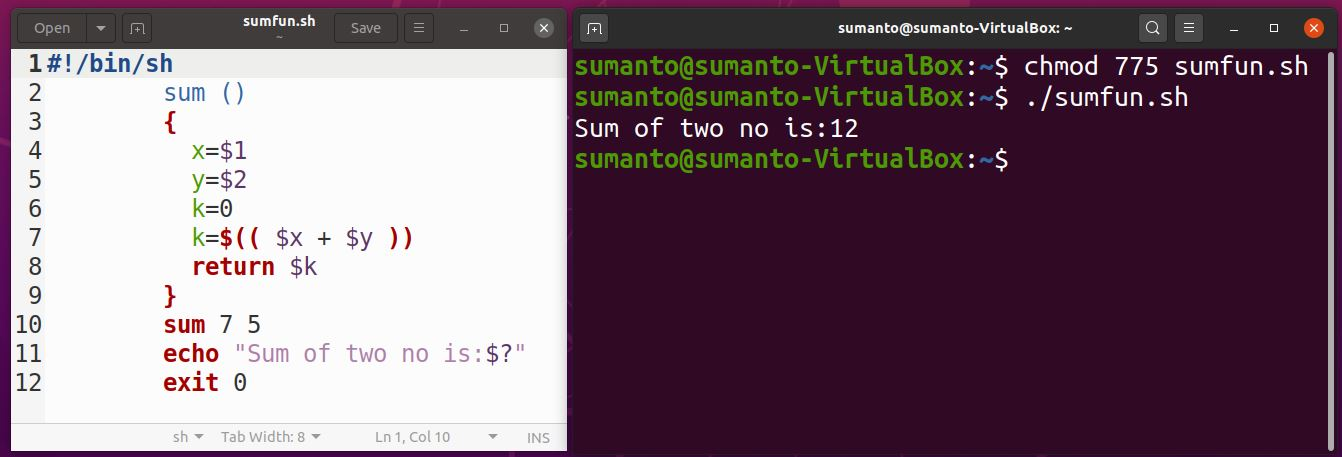 Open
sumfun.sh
~
Save
1 #!/bin/sh
2 sum ()
3 {
4 x=$1
5 y=$2
6 k=0
7 k=$(( $x + $y ))
8 return $k
9 }
10 sum 7 5
11 echo "Sum of two no is:$?"
12 exit 0
sh Tab Width: 8 Ln 1, Col 10 INS
sumanto@sumanto-VirtualBox: ~
sumanto@sumanto-VirtualBox:~$ chmod 775 sumfun.sh
sumanto@sumanto-VirtualBox:~$ ./sumfun.sh
Sum of two no is:12
sumanto@sumanto-VirtualBox:~$